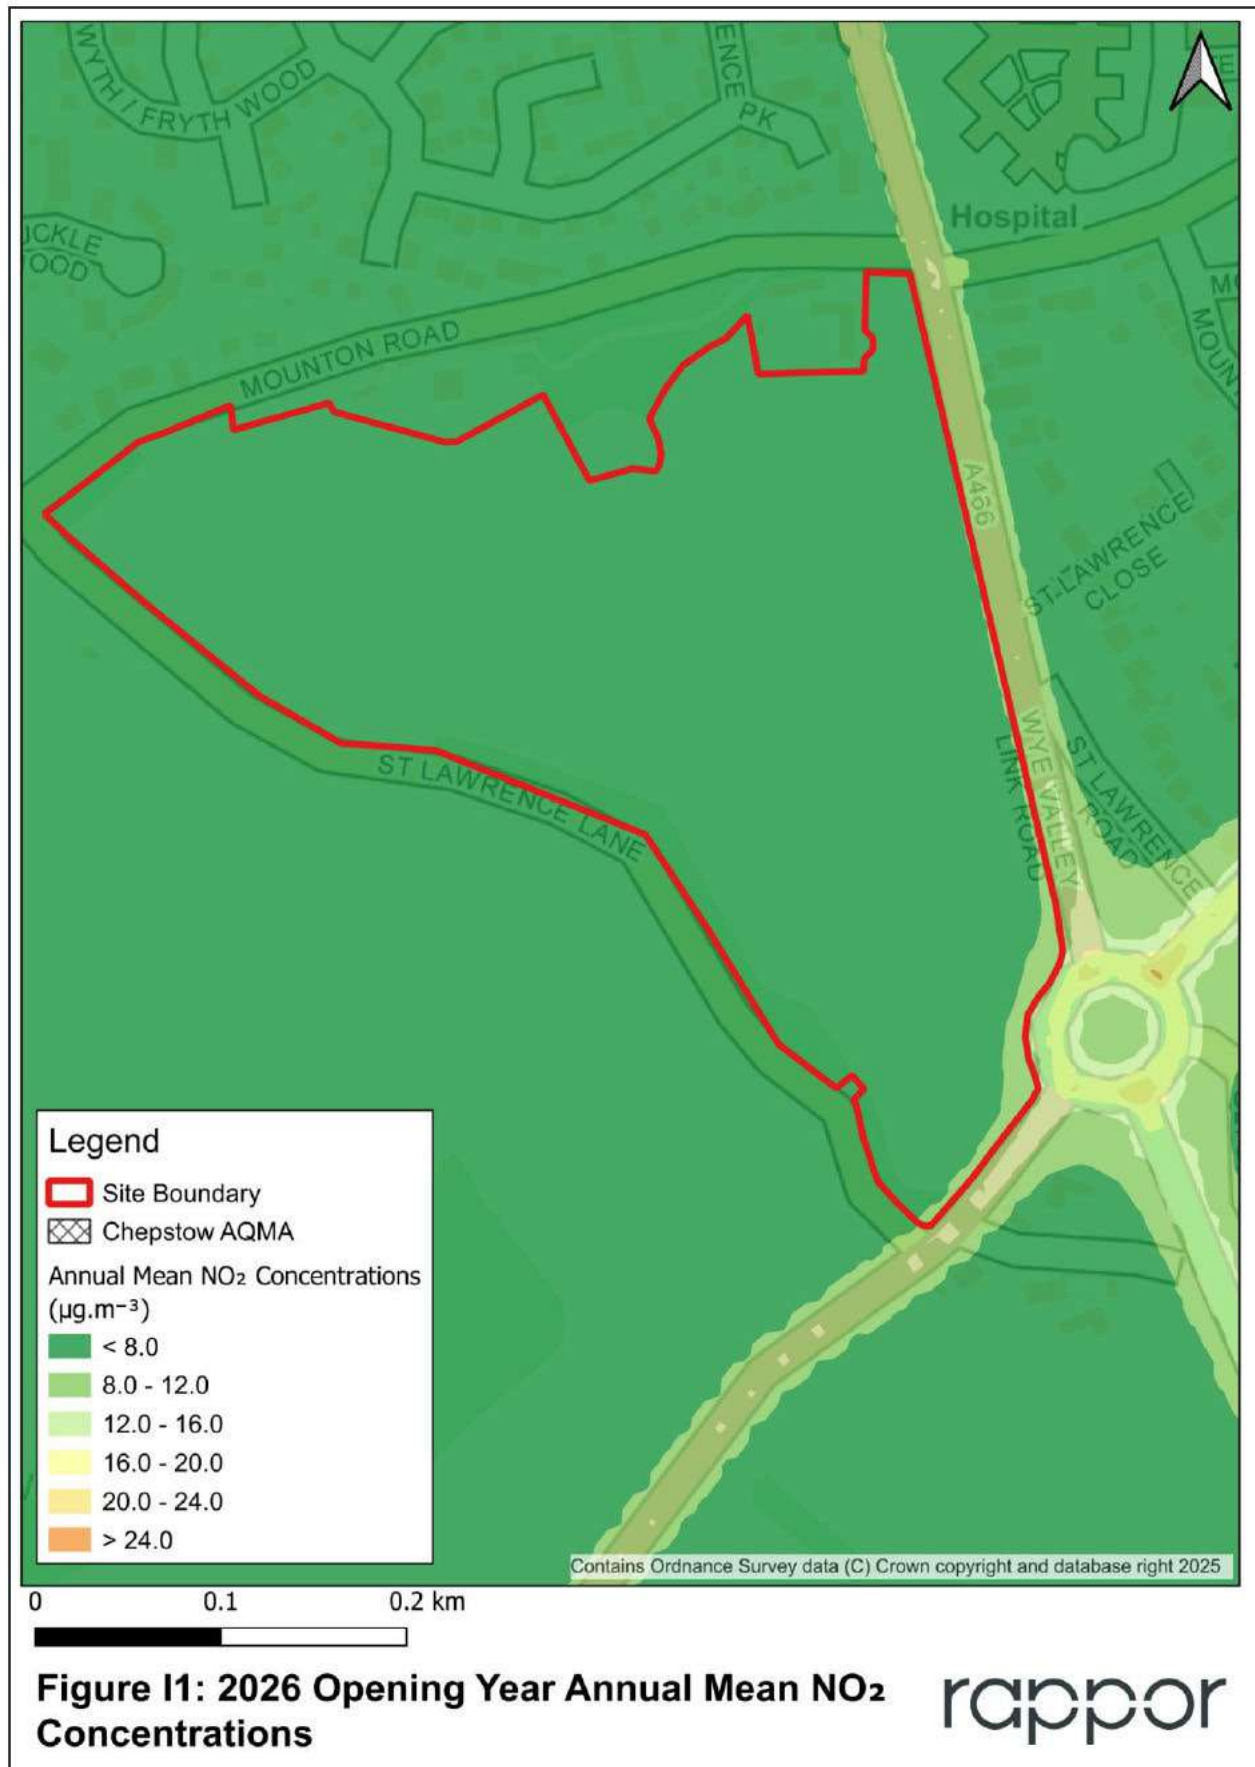 WYTH I FRYTH WOOD
ENCE
PK
Hospital
UCKLE
OOD
MOUNTON ROAD
A466
ST.LAWRENCE
CLOSE
WYE VALLEY
LINK ROAD
ST LAWRENCE
ROAD
ST LAWRENCE LANE
Legend
Site Boundary
Chepstow AQMA
Annual Mean NO₂ Concentrations
(µg.m⁻³)
< 8.0
8.0 - 12.0
12.0 - 16.0
16.0 - 20.0
20.0 - 24.0
> 24.0
Contains Ordnance Survey data (C) Crown copyright and database right 2025
0 0.1 0.2 km
Figure I1: 2026 Opening Year Annual Mean NO₂
Concentrations
rappor